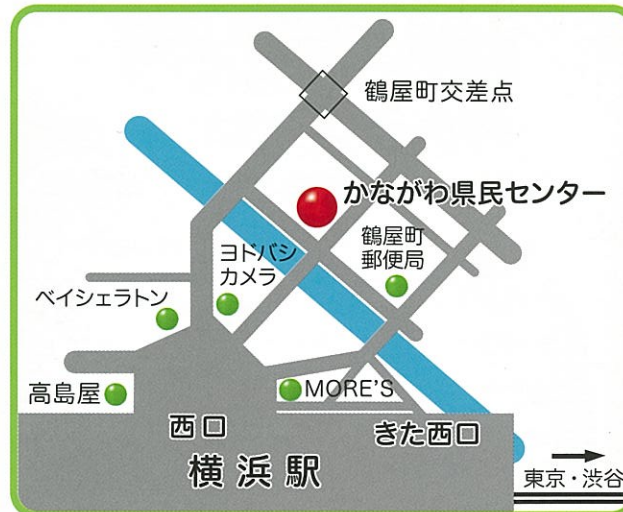 鶴屋町交差点
かながわ県民センター
ヨドバシ
カメラ
鶴屋町
郵便局
ベイシェラトン
高島屋
MORE'S
西口
きた西口
横浜駅
東京・渋谷